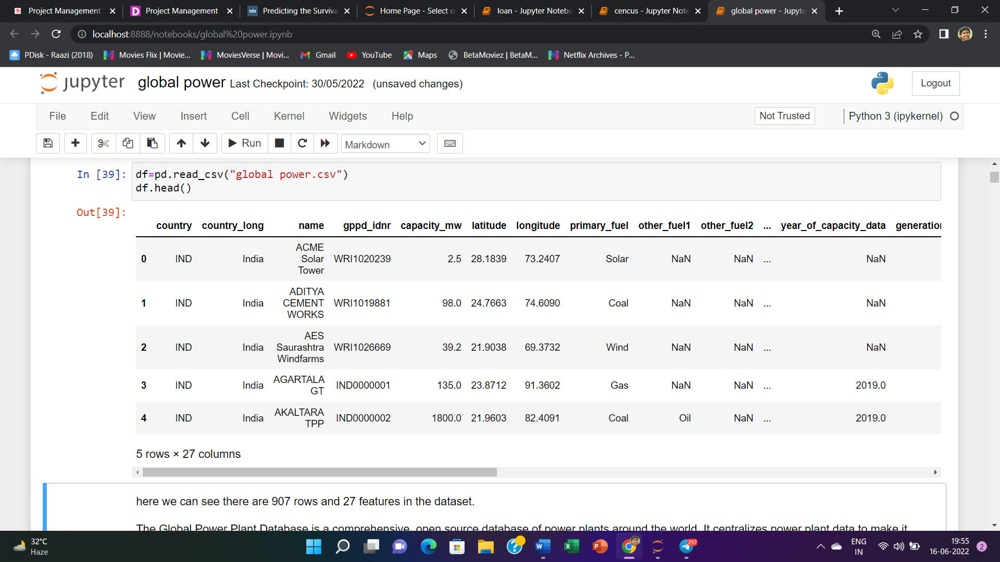 Project Management
Project Management
tds
Predicting the Surviva
Home Page - Select o
loan - Jupyter Notebo
cencus - Jupyter Note
global power - Jupyte
localhost:8888/notebooks/global%20power.ipynb
PDisk - Raazi (2018)
Movies Flix | Movie...
MoviesVerse | Movi...
Gmail
YouTube
Maps
BetaMoviez | BetaM...
Netflix Archives - P...
jupyter global power Last Checkpoint: 30/05/2022 (unsaved changes)
Logout
File Edit View Insert Cell Kernel Widgets Help
Not Trusted
Python 3 (ipykernel)
Run
Markdown
In [39]: df=pd.read_csv("global power.csv")
df.head()
Out[39]:
country country_long name gppd_idnr capacity_mw latitude longitude primary_fuel other_fuel1 other_fuel2 ... year_of_capacity_data generation
0 IND India ACME Solar Tower WRI1020239 2.5 28.1839 73.2407 Solar NaN NaN ... NaN
1 IND India ADITYA CEMENT WORKS WRI1019881 98.0 24.7663 74.6090 Coal NaN NaN ... NaN
2 IND India AES Saurashtra Windfarms WRI1026669 39.2 21.9038 69.3732 Wind NaN NaN ... NaN
3 IND India AGARTALA GT IND0000001 135.0 23.8712 91.3602 Gas NaN NaN ... 2019.0
4 IND India AKALTARA TPP IND0000002 1800.0 21.9603 82.4091 Coal Oil NaN ... 2019.0
5 rows × 27 columns
here we can see there are 907 rows and 27 features in the dataset.
The Global Power Plant Database is a comprehensive, open source database of power plants around the world. It centralizes power plant data to make it
32°C
Haze
297
ENG
IN
19:55
16-06-2022
2